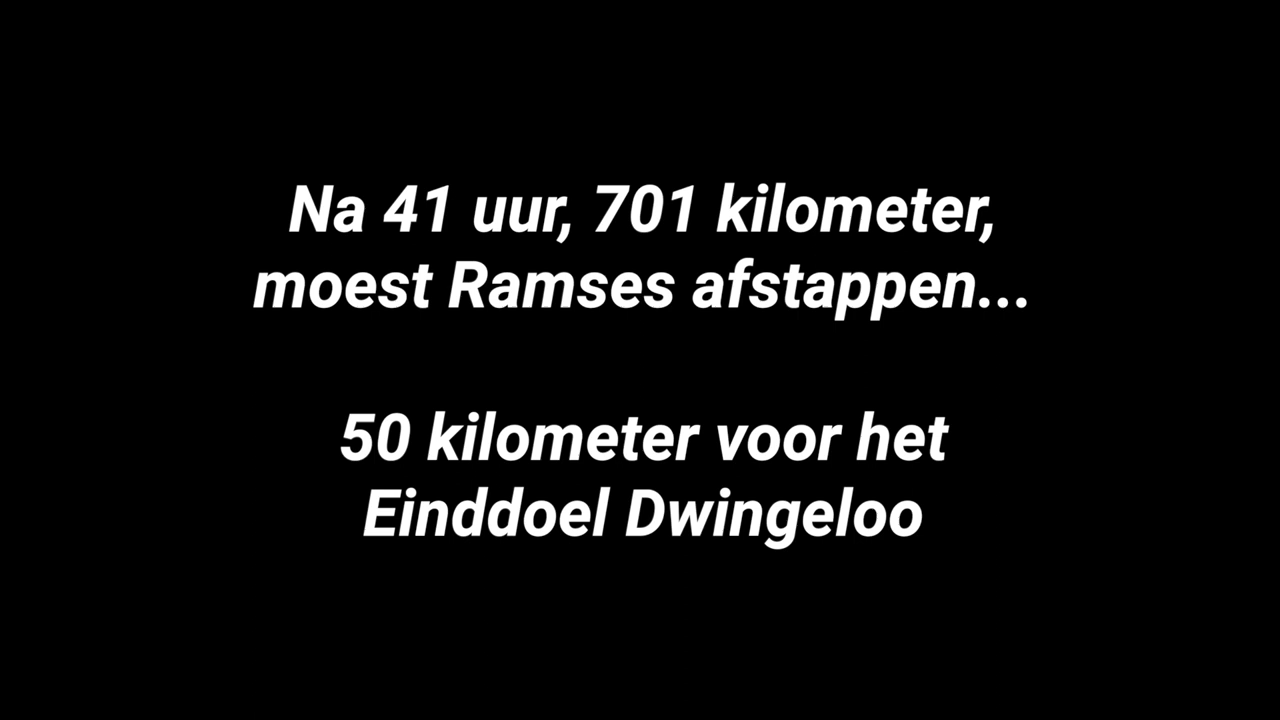 Na 41 uur, 701 kilometer,
moest Ramses afstappen...
50 kilometer voor het
Einddoel Dwingeloo